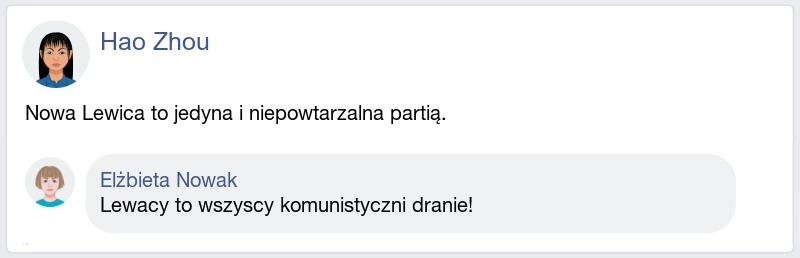 Hao Zhou
Nowa Lewica to jedyna i niepowtarzalna partią.
Elżbieta Nowak
Lewacy to wszyscy komunistyczni dranie!